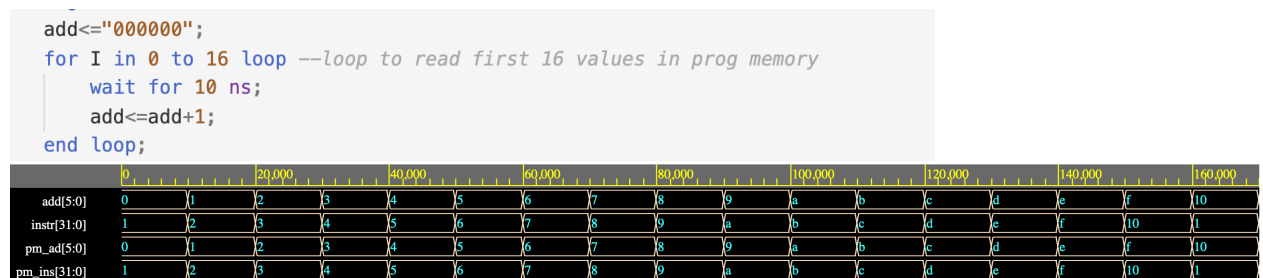 add<="000000";
for I in 0 to 16 loop --loop to read first 16 values in prog memory
wait for 10 ns;
add<=add+1;
end loop;
0 20,000 40,000 60,000 80,000 100,000 120,000 140,000 160,000
add[5:0] 0 1 2 3 4 5 6 7 8 9 a b c d e f 10
instr[31:0] 1 2 3 4 5 6 7 8 9 a b c d e f 10 1
pm_ad[5:0] 0 1 2 3 4 5 6 7 8 9 a b c d e f 10
pm_ins[31:0] 1 2 3 4 5 6 7 8 9 a b c d e f 10 1